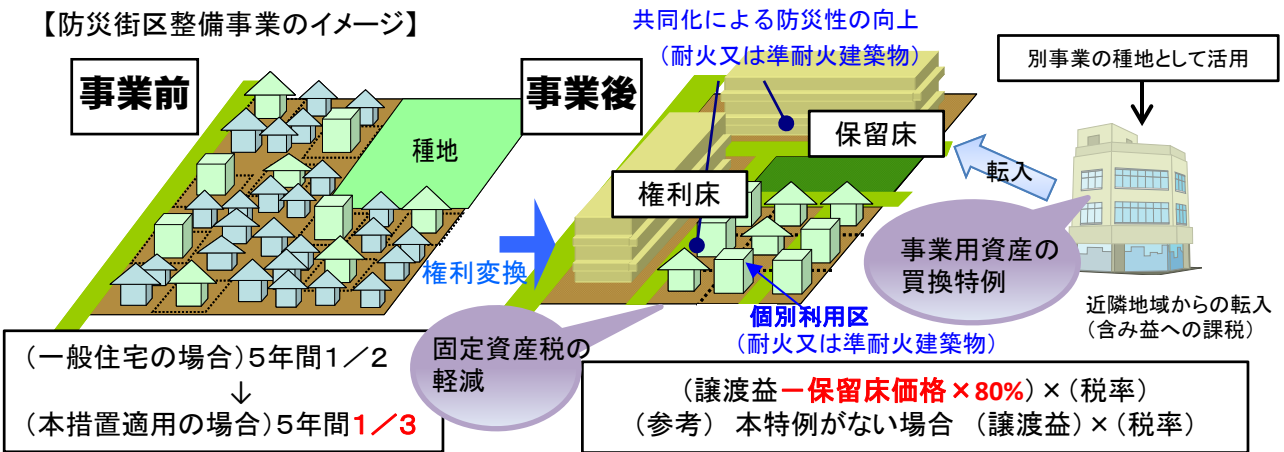 【防災街区整備事業のイメージ】
事業前
種地
権利変換
事業後
共同化による防災性の向上
（耐火又は準耐火建築物）
保留床
権利床
転入
別事業の種地として活用
近隣地域からの転入
（含み益への課税）
事業用資産の
買換特例
個別利用区
（耐火又は準耐火建築物）
固定資産税の
軽減
（一般住宅の場合）５年間１／２
↓
（本措置適用の場合）５年間１／３
（譲渡益－保留床価格×80%）×（税率）
（参考） 本特例がない場合 （譲渡益）×（税率）